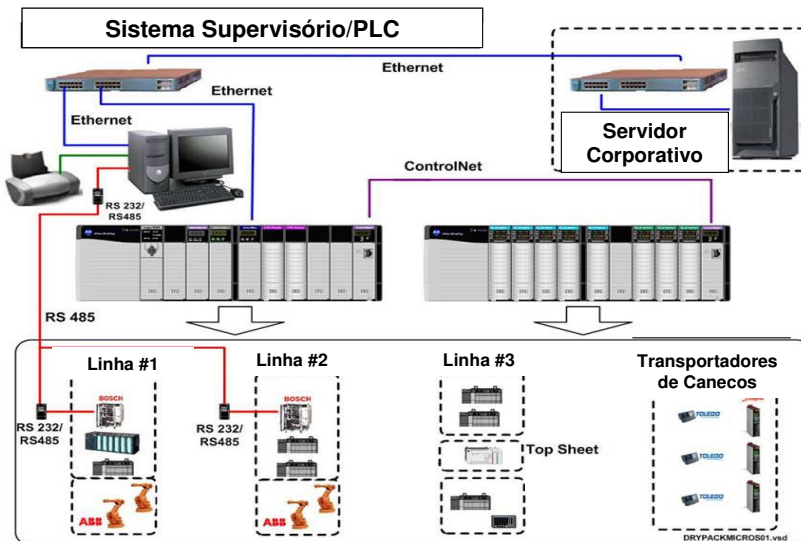 Sistema Supervisório/PLC
Ethernet
Ethernet
Ethernet
Servidor
Corporativo
ControlNet
RS 232/
RS485
RS 485
Linha #1
Linha #2
Linha #3
Transportadores
de Canecos
BOSCH
BOSCH
RS 232/
RS485
RS 232/
RS485
Top Sheet
TOLEDO
TOLEDO
TOLEDO
ABB
ABB
DRYPACKMICROS01.vsd